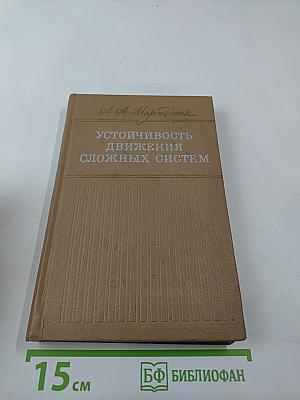 А. А. Мартынюк
УСТОЙЧИВОСТЬ
ДВИЖЕНИЯ
СЛОЖНЫХ СИСТЕМ
15 см
БФ БИБЛИОФАН